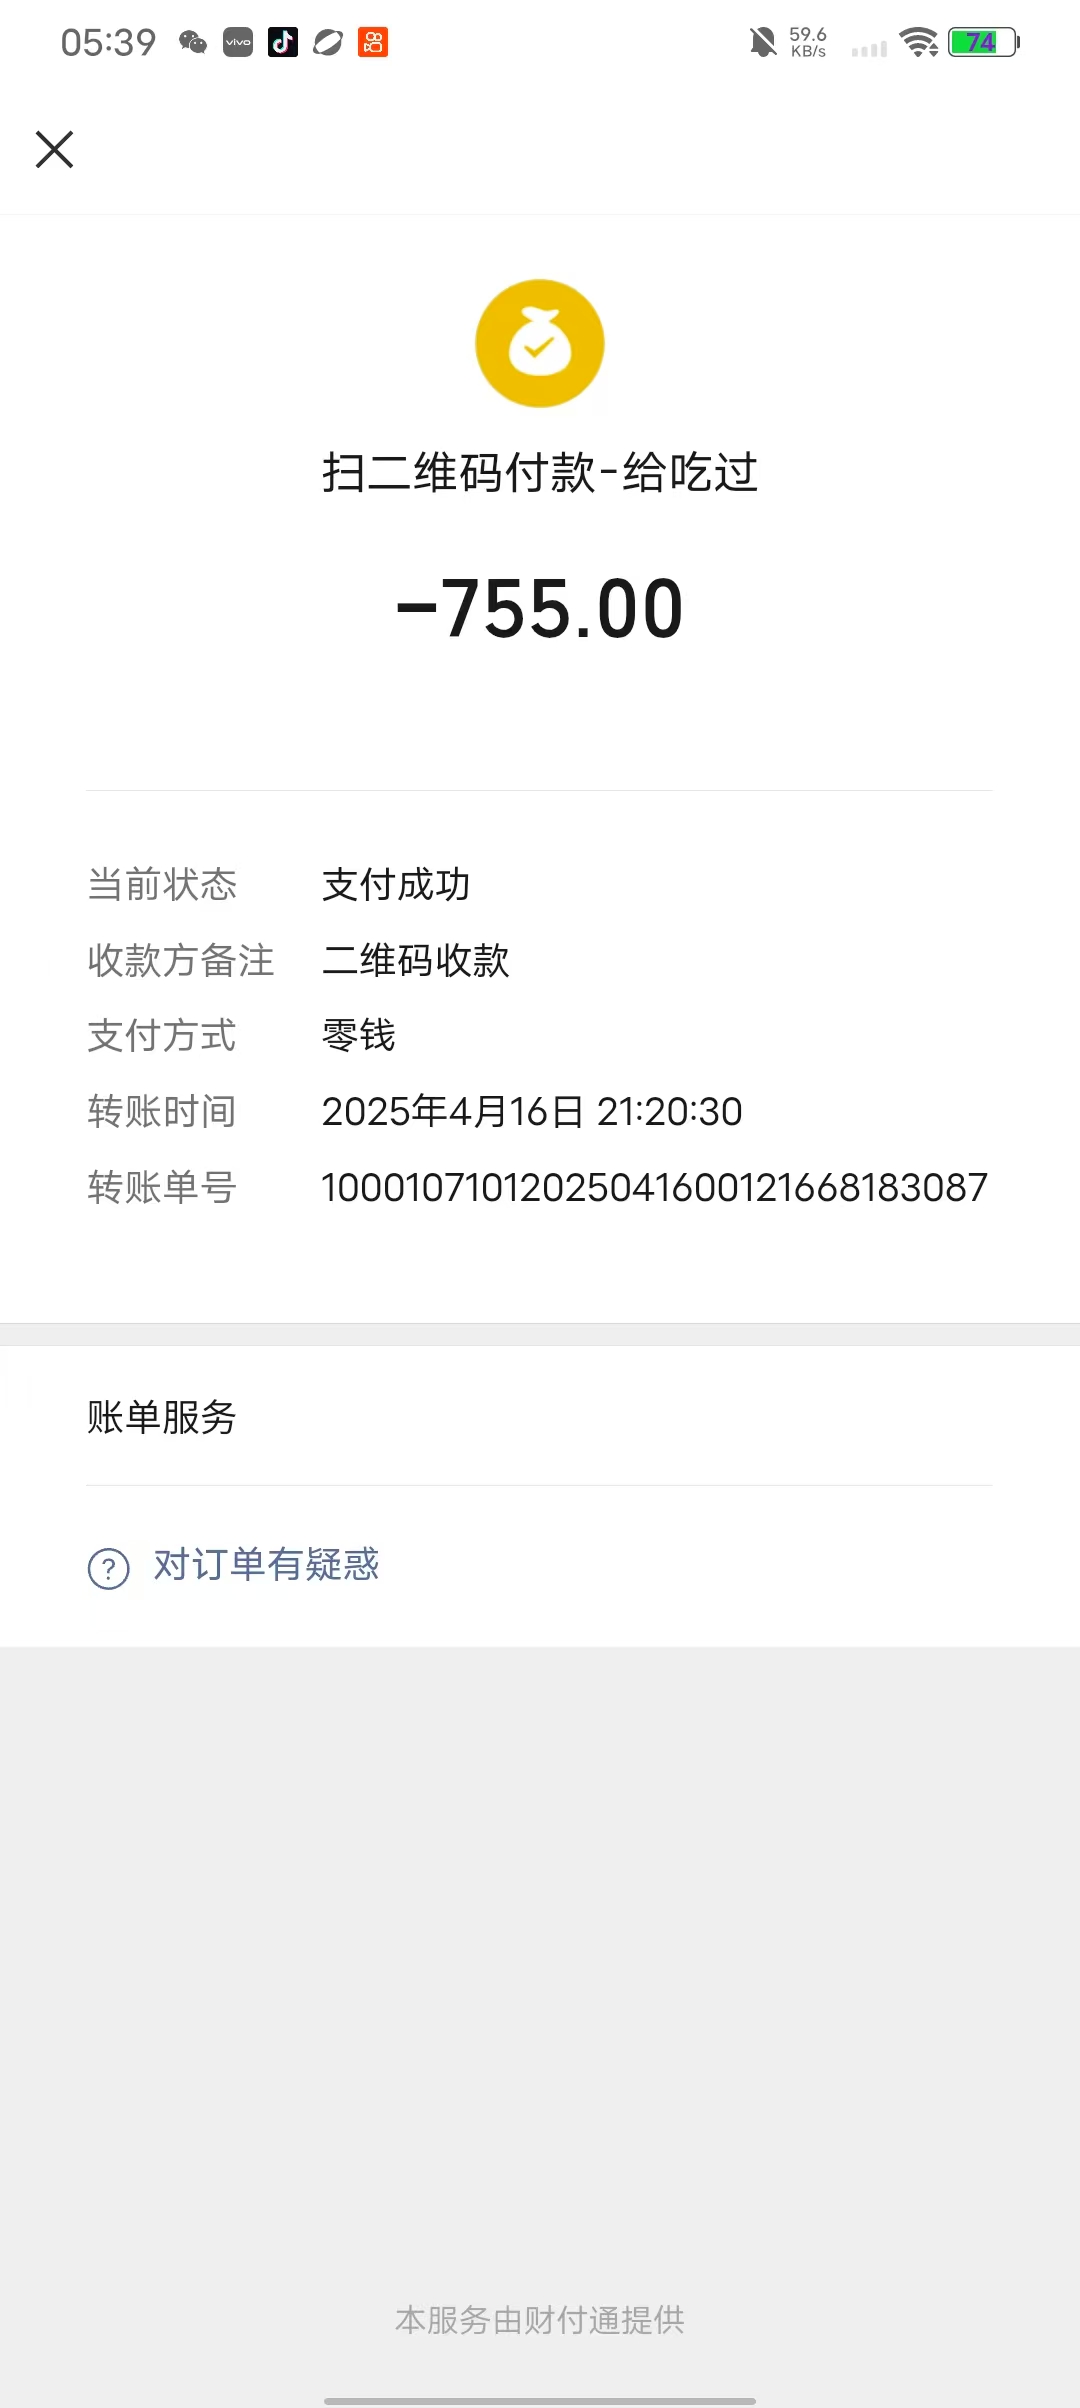 05:39
vivo
59.6
KB/s
74
扫二维码付款-给吃过
-755.00
当前状态 支付成功
收款方备注 二维码收款
支付方式 零钱
转账时间 2025年4月16日 21:20:30
转账单号 1000107101202504160012166818​3087
账单服务
? 对订单有疑惑
本服务由财付通提供